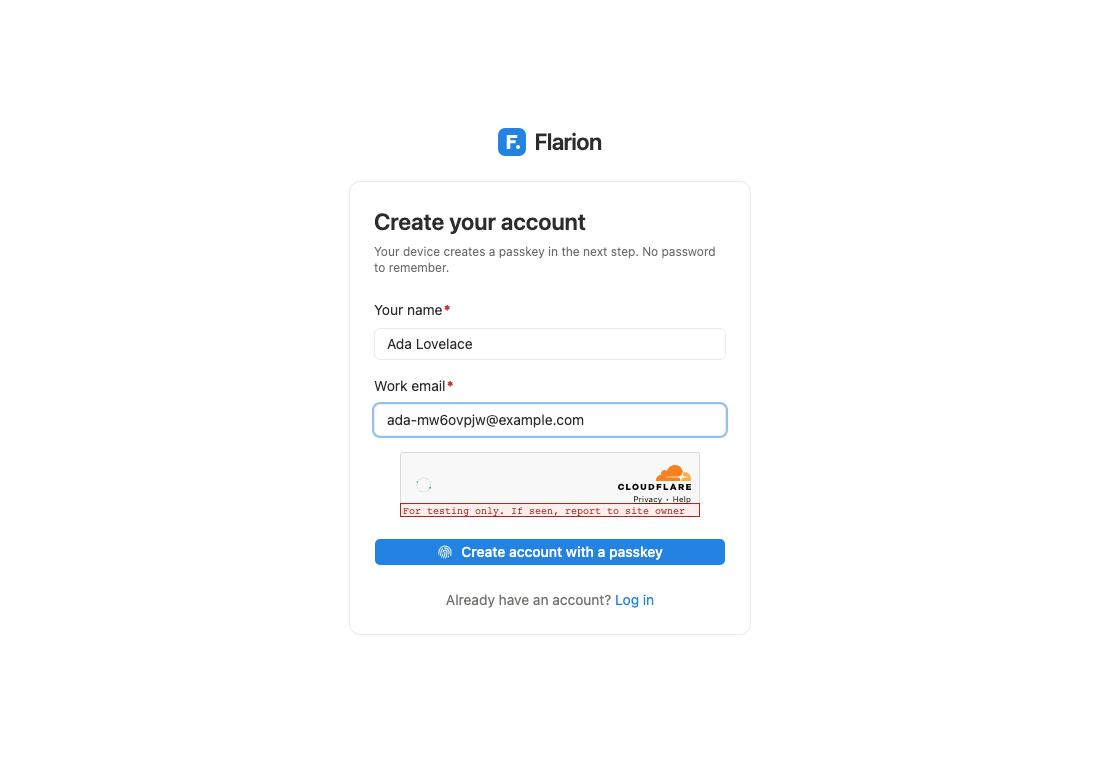 F. Flarion
Create your account
Your device creates a passkey in the next step. No password
to remember.
Your name*
Ada Lovelace
Work email*
ada-mw6ovpjw@example.com
CLOUDFLARE
Privacy • Help
For testing only. If seen, report to site owner
Create account with a passkey
Already have an account? Log in